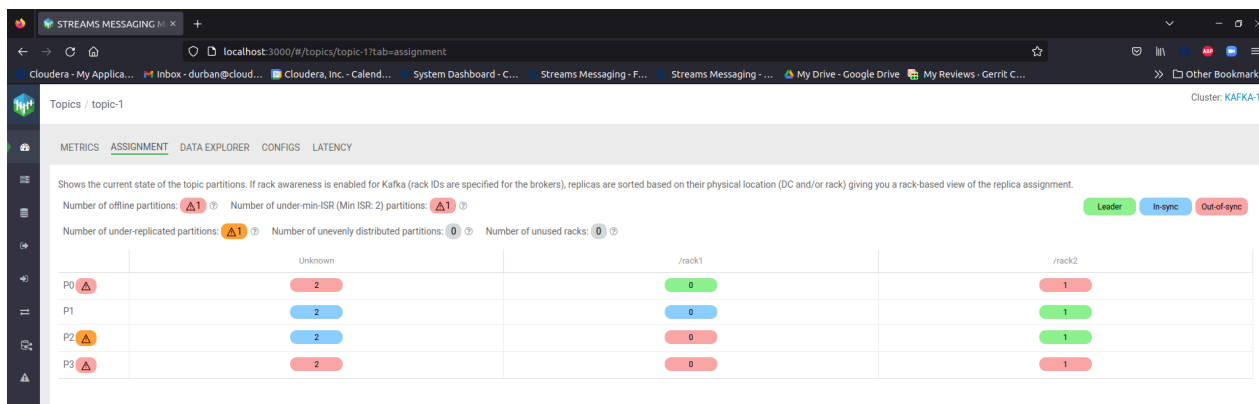 STREAMS MESSAGING M
localhost:3000/#/topics/topic-1?tab=assignment
ABP
Cloudera - My Applica... Inbox - durban@cloud... Cloudera, Inc. - Calend... System Dashboard - C... Streams Messaging - F... Streams Messaging - ... My Drive - Google Drive My Reviews · Gerrit C... Other Bookmark
Topics / topic-1 Cluster: KAFKA-1
METRICS ASSIGNMENT DATA EXPLORER CONFIGS LATENCY
Shows the current state of the topic partitions. If rack awareness is enabled for Kafka (rack IDs are specified for the brokers), replicas are sorted based on their physical location (DC and/or rack) giving you a rack-based view of the replica assignment.
Number of offline partitions: 1 Number of under-min-ISR (Min ISR: 2) partitions: 1 Leader In-sync Out-of-sync
Number of under-replicated partitions: 1 Number of unevenly distributed partitions: 0 Number of unused racks: 0
Unknown /rack1 /rack2
P0 2 0 1
P1 2 0 1
P2 2 0 1
P3 2 0 1